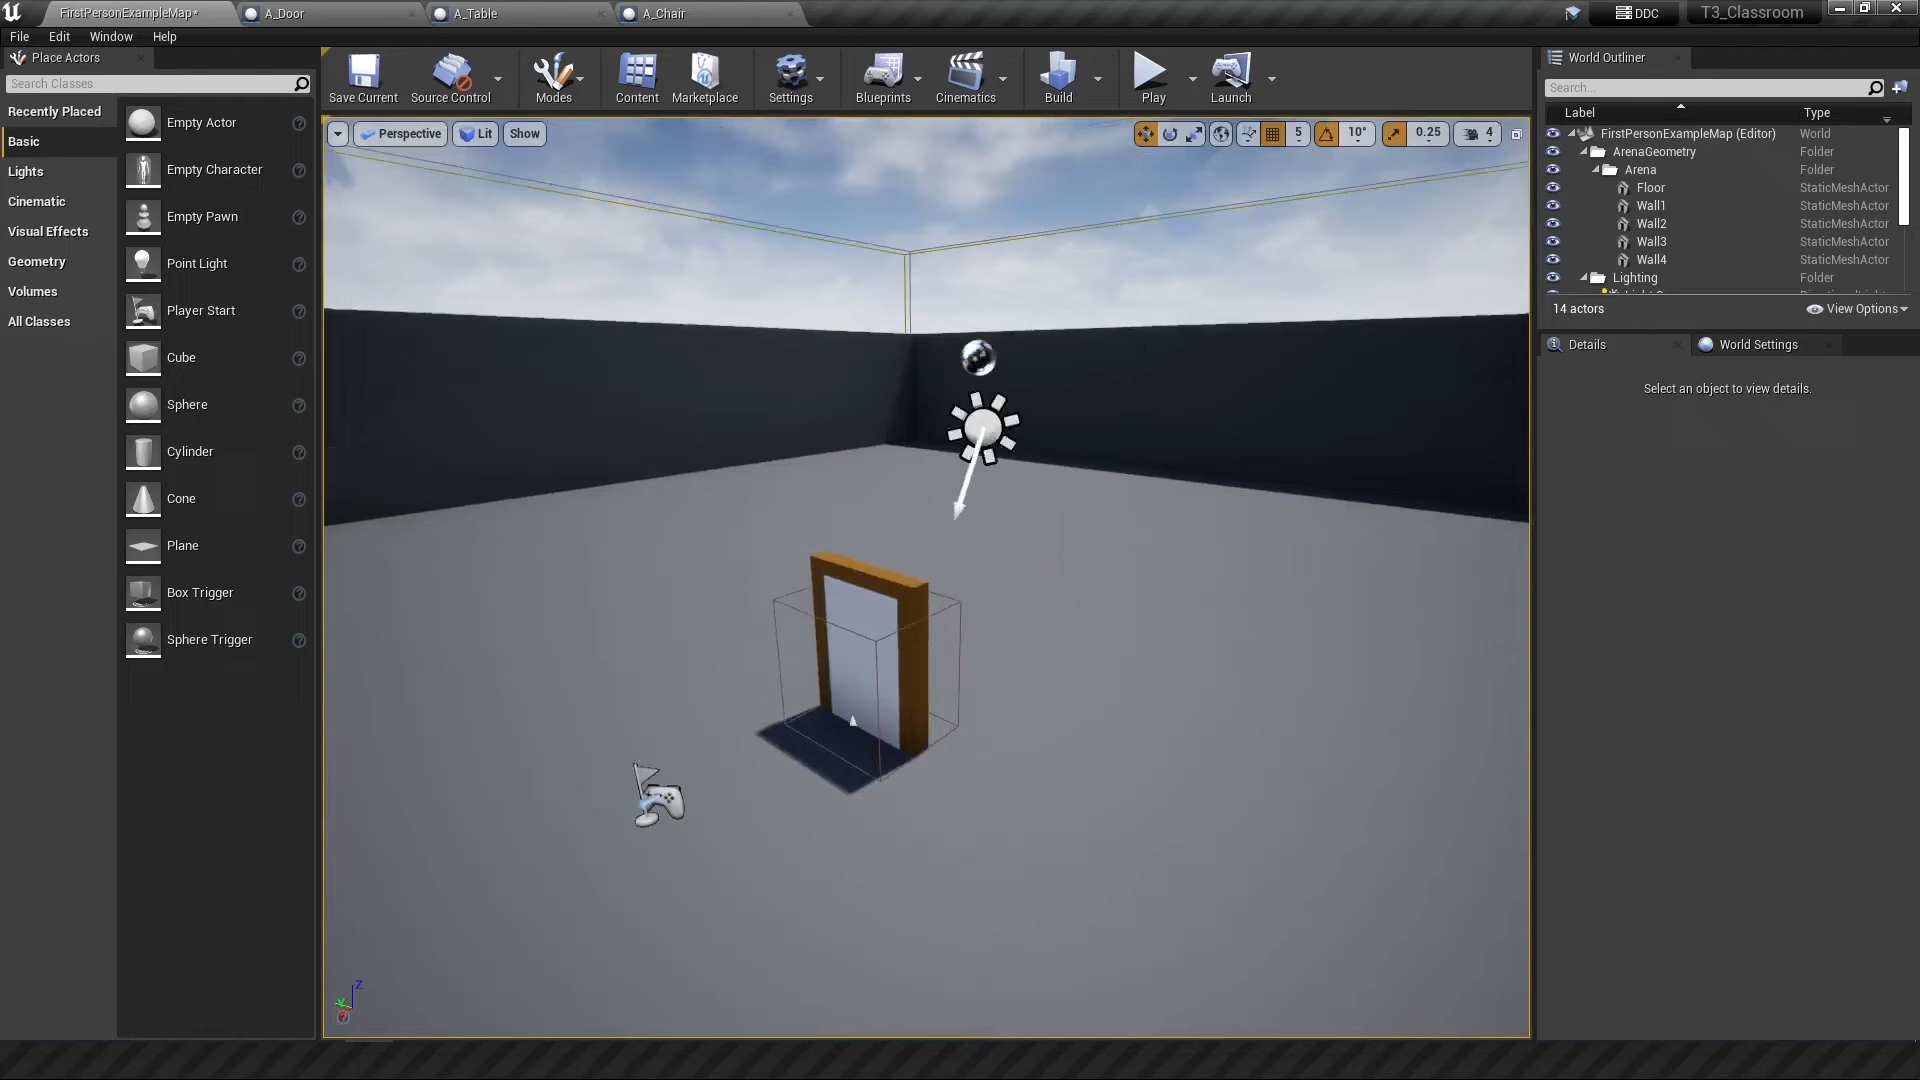 FirstPersonExampleMap*
A_Door
A_Table
A_Chair
DDC
T3_Classroom
File Edit Window Help
Place Actors
Search Classes
Recently Placed
Basic
Lights
Cinematic
Visual Effects
Geometry
Volumes
All Classes
Empty Actor
Empty Character
Empty Pawn
Point Light
Player Start
Cube
Sphere
Cylinder
Cone
Plane
Box Trigger
Sphere Trigger
Save Current
Source Control
Modes
Content
Marketplace
Settings
Blueprints
Cinematics
Build
Play
Launch
Perspective Lit Show
5 10° 0.25 4
Z
Y
World Outliner
Search...
Label Type
FirstPersonExampleMap (Editor) World
ArenaGeometry Folder
Arena Folder
Floor StaticMeshActor
Wall1 StaticMeshActor
Wall2 StaticMeshActor
Wall3 StaticMeshActor
Wall4 StaticMeshActor
Lighting Folder
14 actors View Options
Details
World Settings
Select an object to view details.